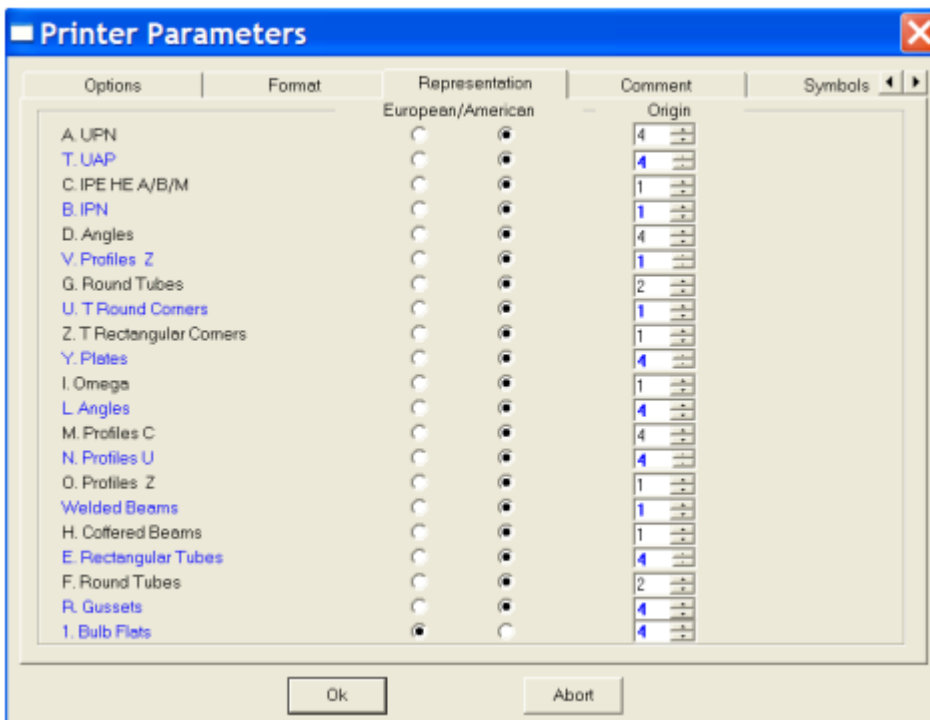 Printer Parameters
Options Format Representation Comment Symbols
European/American Origin
A. UPN 4
T. UAP 4
C. IPE HE A/B/M 1
B. IPN 1
D. Angles 4
V. Profiles Z 1
G. Round Tubes 2
U. T Round Corners 1
Z. T Rectangular Corners 1
Y. Plates 4
I. Omega 1
L. Angles 4
M. Profiles C 4
N. Profiles U 4
O. Profiles Z 1
Welded Beams 1
H. Coffered Beams 1
E. Rectangular Tubes 4
F. Round Tubes 2
R. Gussets 4
1. Bulb Flats 4
Ok Abort